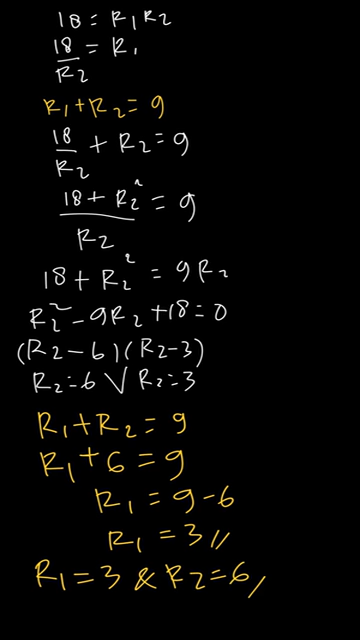 18 = R₁R₂
18/R₂ = R₁
R₁ + R₂ = 9
18/R₂ + R₂ = 9
(18 + R₂²)/R₂ = 9
18 + R₂² = 9R₂
R₂² - 9R₂ + 18 = 0
(R₂ - 6)(R₂ - 3)
R₂ = 6 ∨ R₂ = 3
R₁ + R₂ = 9
R₁ + 6 = 9
R₁ = 9 - 6
R₁ = 3 //
R₁ = 3 & R₂ = 6 /